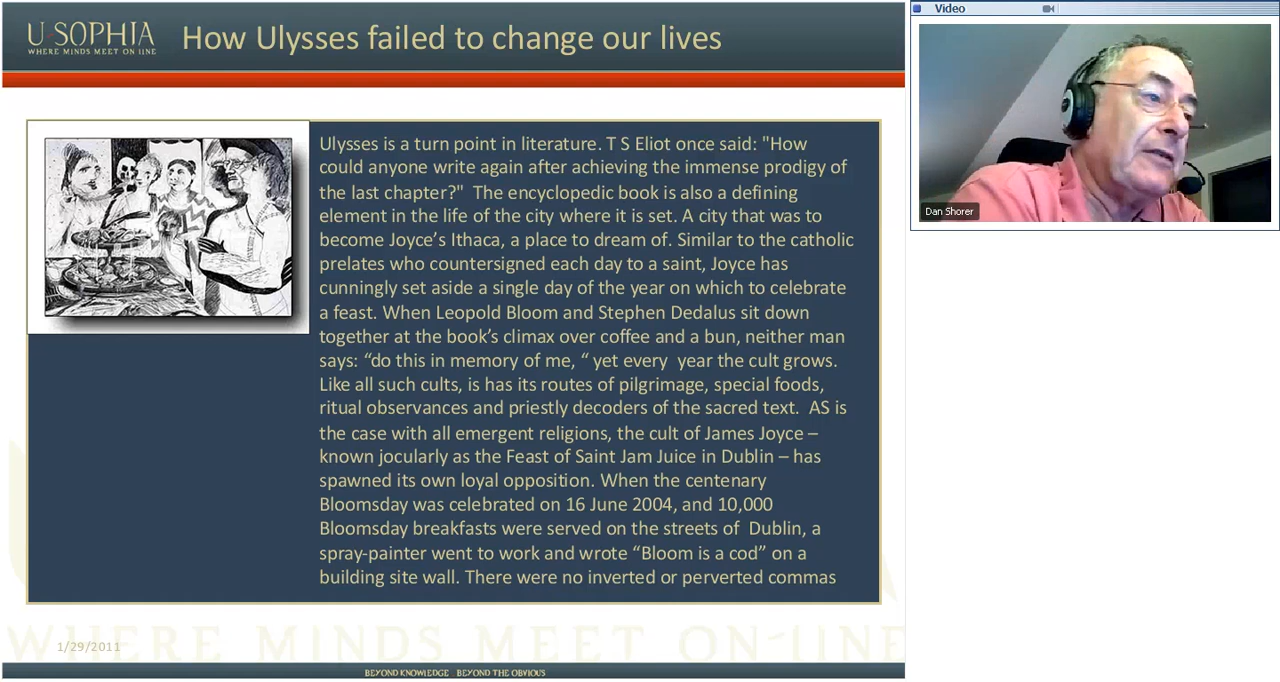 U·SOPHIA
WHERE MINDS MEET ON lINE
How Ulysses failed to change our lives
Ulysses is a turn point in literature. T S Eliot once said: "How
could anyone write again after achieving the immense prodigy of
the last chapter?"  The encyclopedic book is also a defining
element in the life of the city where it is set. A city that was to
become Joyce’s Ithaca, a place to dream of. Similar to the catholic
prelates who countersigned each day to a saint, Joyce has
cunningly set aside a single day of the year on which to celebrate
a feast. When Leopold Bloom and Stephen Dedalus sit down
together at the book’s climax over coffee and a bun, neither man
says: “do this in memory of me, “ yet every  year the cult grows.
Like all such cults, is has its routes of pilgrimage, special foods,
ritual observances and priestly decoders of the sacred text.  AS is
the case with all emergent religions, the cult of James Joyce –
known jocularly as the Feast of Saint Jam Juice in Dublin – has
spawned its own loyal opposition. When the centenary
Bloomsday was celebrated on 16 June 2004, and 10,000
Bloomsday breakfasts were served on the streets of  Dublin, a
spray-painter went to work and wrote “Bloom is a cod” on a
building site wall. There were no inverted or perverted commas
WHERE MINDS MEET ON-lINE
1/29/2011
BEYOND KNOWLEDGE   BEYOND THE OBVIOUS
Video
Dan Shorer